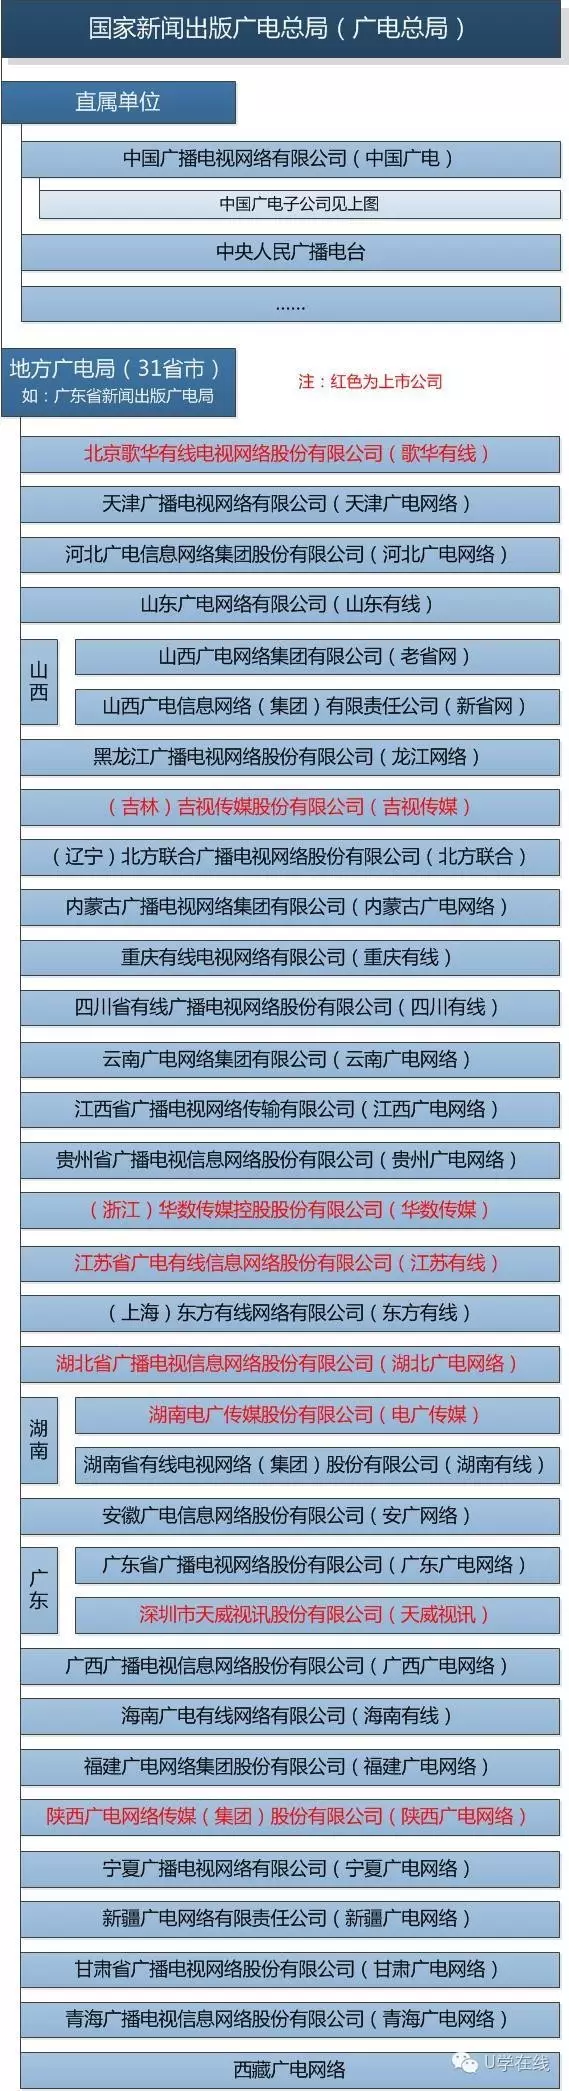 国家新闻出版广电总局（广电总局）
直属单位
中国广播电视网络有限公司（中国广电）
中国广电子公司见上图
中央人民广播电台
......
地方广电局（31省市）
如：广东省新闻出版广电局
注：红色为上市公司
北京歌华有线电视网络股份有限公司（歌华有线）
天津广播电视网络有限公司（天津广电网络）
河北广电信息网络集团股份有限公司（河北广电网络）
山东广电网络有限公司（山东有线）
山西
山西广电网络集团有限公司（老省网）
山西广电信息网络（集团）有限责任公司（新省网）
黑龙江广播电视网络股份有限公司（龙江网络）
（吉林）吉视传媒股份有限公司（吉视传媒）
（辽宁）北方联合广播电视网络股份有限公司（北方联合）
内蒙古广播电视网络集团有限公司（内蒙古广电网络）
重庆有线电视网络有限公司（重庆有线）
四川省有线广播电视网络股份有限公司（四川有线）
云南广电网络集团有限公司（云南广电网络）
江西省广播电视网络传输有限公司（江西广电网络）
贵州省广播电视信息网络股份有限公司（贵州广电网络）
（浙江）华数传媒控股股份有限公司（华数传媒）
江苏省广电有线信息网络股份有限公司（江苏有线）
（上海）东方有线网络有限公司（东方有线）
湖北省广播电视信息网络股份有限公司（湖北广电网络）
湖南
湖南电广传媒股份有限公司（电广传媒）
湖南省有线电视网络（集团）股份有限公司（湖南有线）
安徽广电信息网络股份有限公司（安广网络）
广东
广东省广播电视网络股份有限公司（广东广电网络）
深圳市天威视讯股份有限公司（天威视讯）
广西广播电视信息网络股份有限公司（广西广电网络）
海南广电有线网络有限公司（海南有线）
福建广电网络集团股份有限公司（福建广电网络）
陕西广电网络传媒（集团）股份有限公司（陕西广电网络）
宁夏广播电视网络有限公司（宁夏广电网络）
新疆广电网络有限责任公司（新疆广电网络）
甘肃省广播电视网络股份有限公司（甘肃广电网络）
青海广播电视信息网络股份有限公司（青海广电网络）
西藏广电网络
U学在线